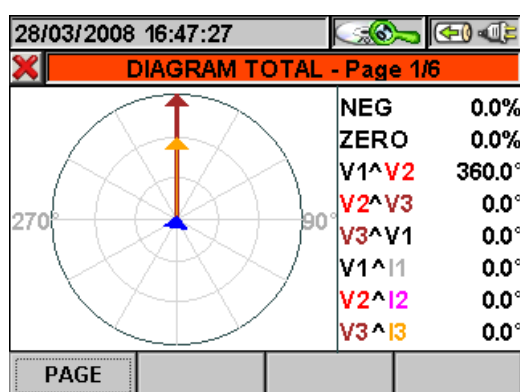 28/03/2008 16:47:27
DIAGRAM TOTAL - Page 1/6
NEG 0.0%
ZERO 0.0%
V1^V2 360.0°
V2^V3 0.0°
V3^V1 0.0°
V1^I1 0.0°
V2^I2 0.0°
V3^I3 0.0°
270°
90°
PAGE